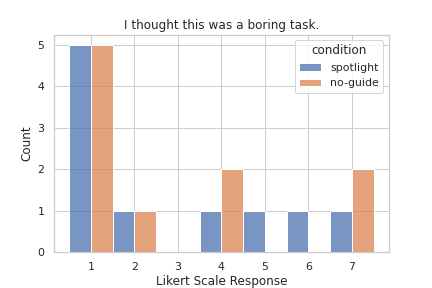 I thought this was a boring task.
condition
spotlight
no-guide
Count
5
4
3
2
1
0
1 2 3 4 5 6 7
Likert Scale Response